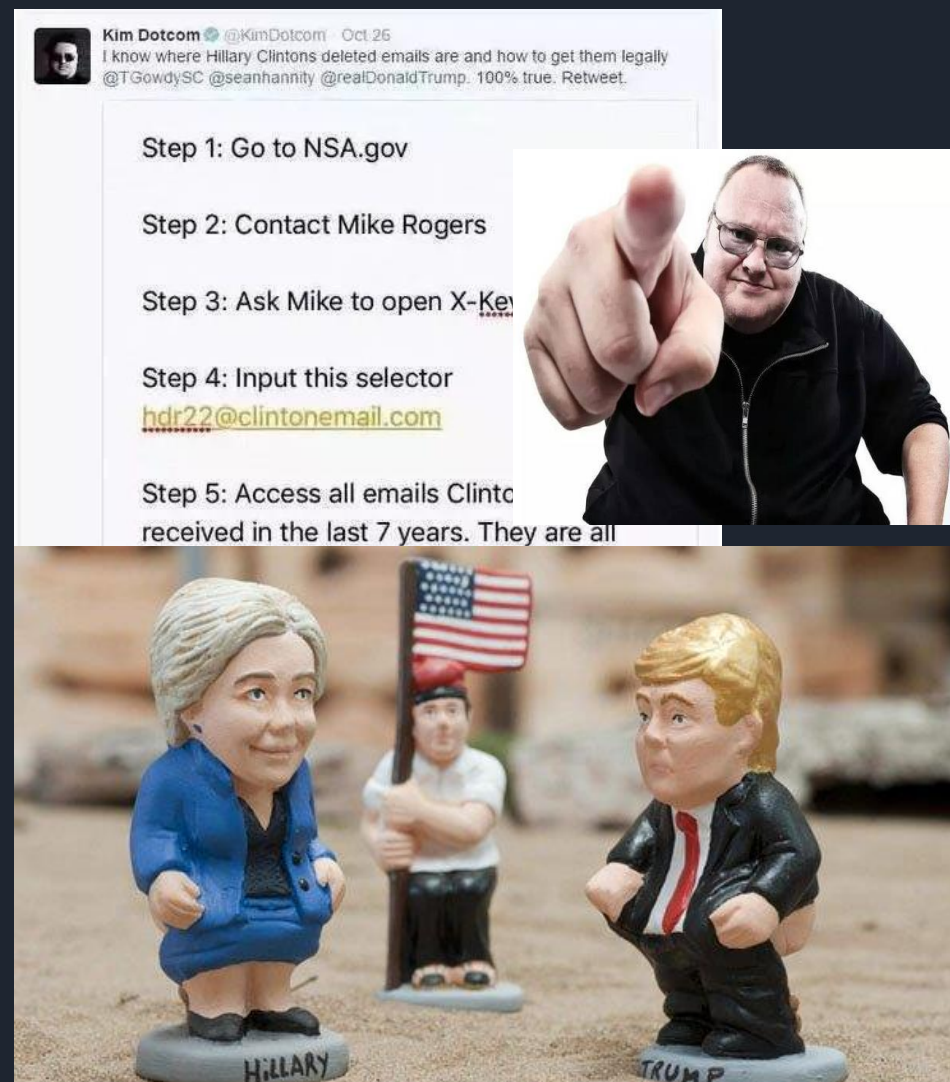 Kim Dotcom @KimDotcom · Oct 26
I know where Hillary Clintons deleted emails are and how to get them legally
@TGowdySC @seanhannity @realDonaldTrump. 100% true. Retweet.
Step 1: Go to NSA.gov
Step 2: Contact Mike Rogers
Step 3: Ask Mike to open X-Key
Step 4: Input this selector
hdr22@clintonemail.com
Step 5: Access all emails Clinto
received in the last 7 years. They are all
HiLLARY
TRUMP